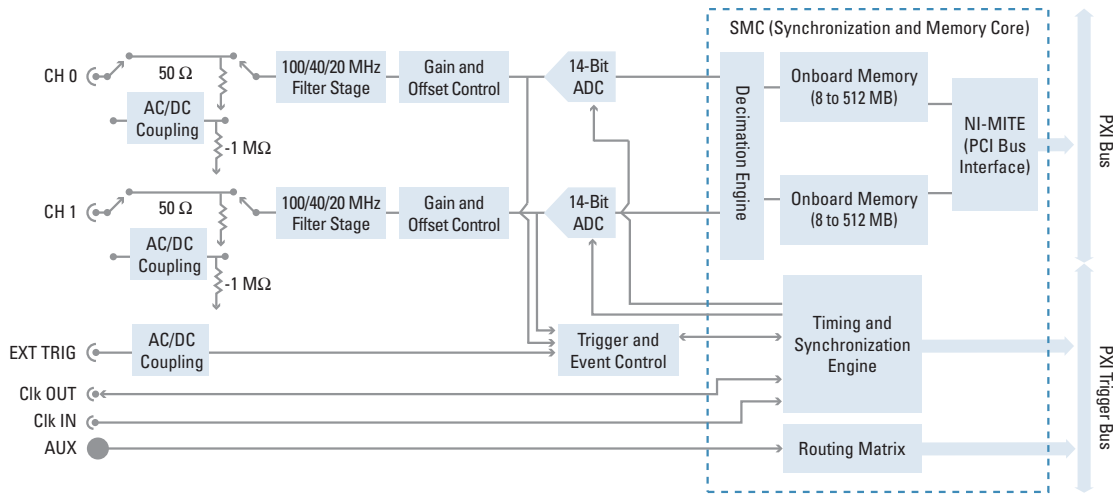 SMC (Synchronization and Memory Core)
CH 0
50 Ω
AC/DC
Coupling
-1 MΩ
100/40/20 MHz
Filter Stage
Gain and
Offset Control
14-Bit
ADC
Decimation Engine
Onboard Memory
(8 to 512 MB)
NI-MITE
(PCI Bus
Interface)
PXI Bus
CH 1
50 Ω
AC/DC
Coupling
-1 MΩ
100/40/20 MHz
Filter Stage
Gain and
Offset Control
14-Bit
ADC
Onboard Memory
(8 to 512 MB)
EXT TRIG
AC/DC
Coupling
Trigger and
Event Control
Timing and
Synchronization
Engine
PXI Trigger Bus
Clk OUT
Clk IN
AUX
Routing Matrix